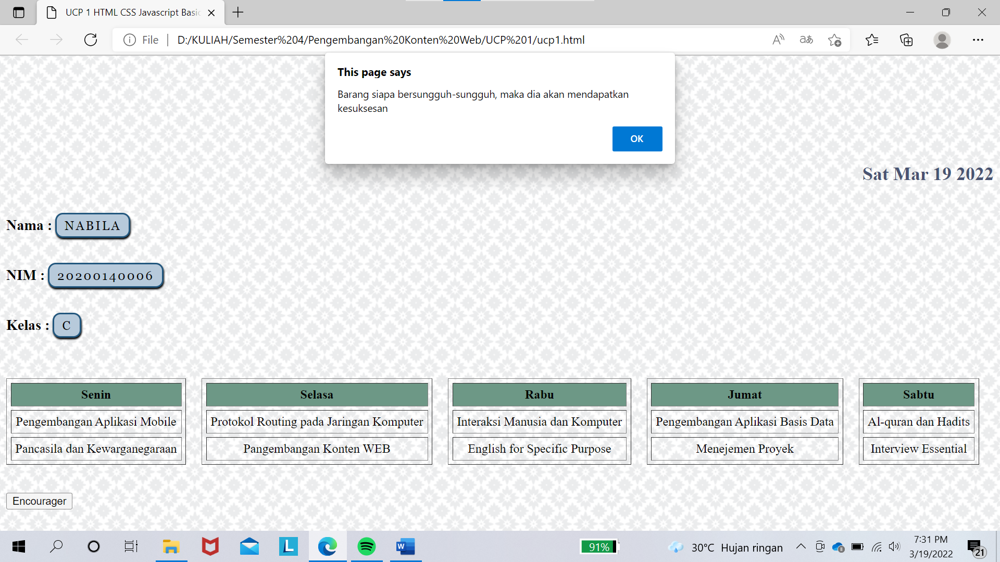 UCP 1 HTML CSS Javascript Basic
File
D:/KULIAH/Semester%204/Pengembangan%20Konten%20Web/UCP%201/ucp1.html
This page says
Barang siapa bersungguh-sungguh, maka dia akan mendapatkan
kesuksesan
OK
Sat Mar 19 2022
Nama : NABILA
NIM : 20200140006
Kelas : C
Senin Selasa Rabu Jumat Sabtu
Pengembangan Aplikasi Mobile Protokol Routing pada Jaringan Komputer Interaksi Manusia dan Komputer Pengembangan Aplikasi Basis Data Al-quran dan Hadits
Pancasila dan Kewarganegaraan Pangembangan Konten WEB English for Specific Purpose Menejemen Proyek Interview Essential
Encourager
91% 30°C Hujan ringan 7:31 PM
3/19/2022 21